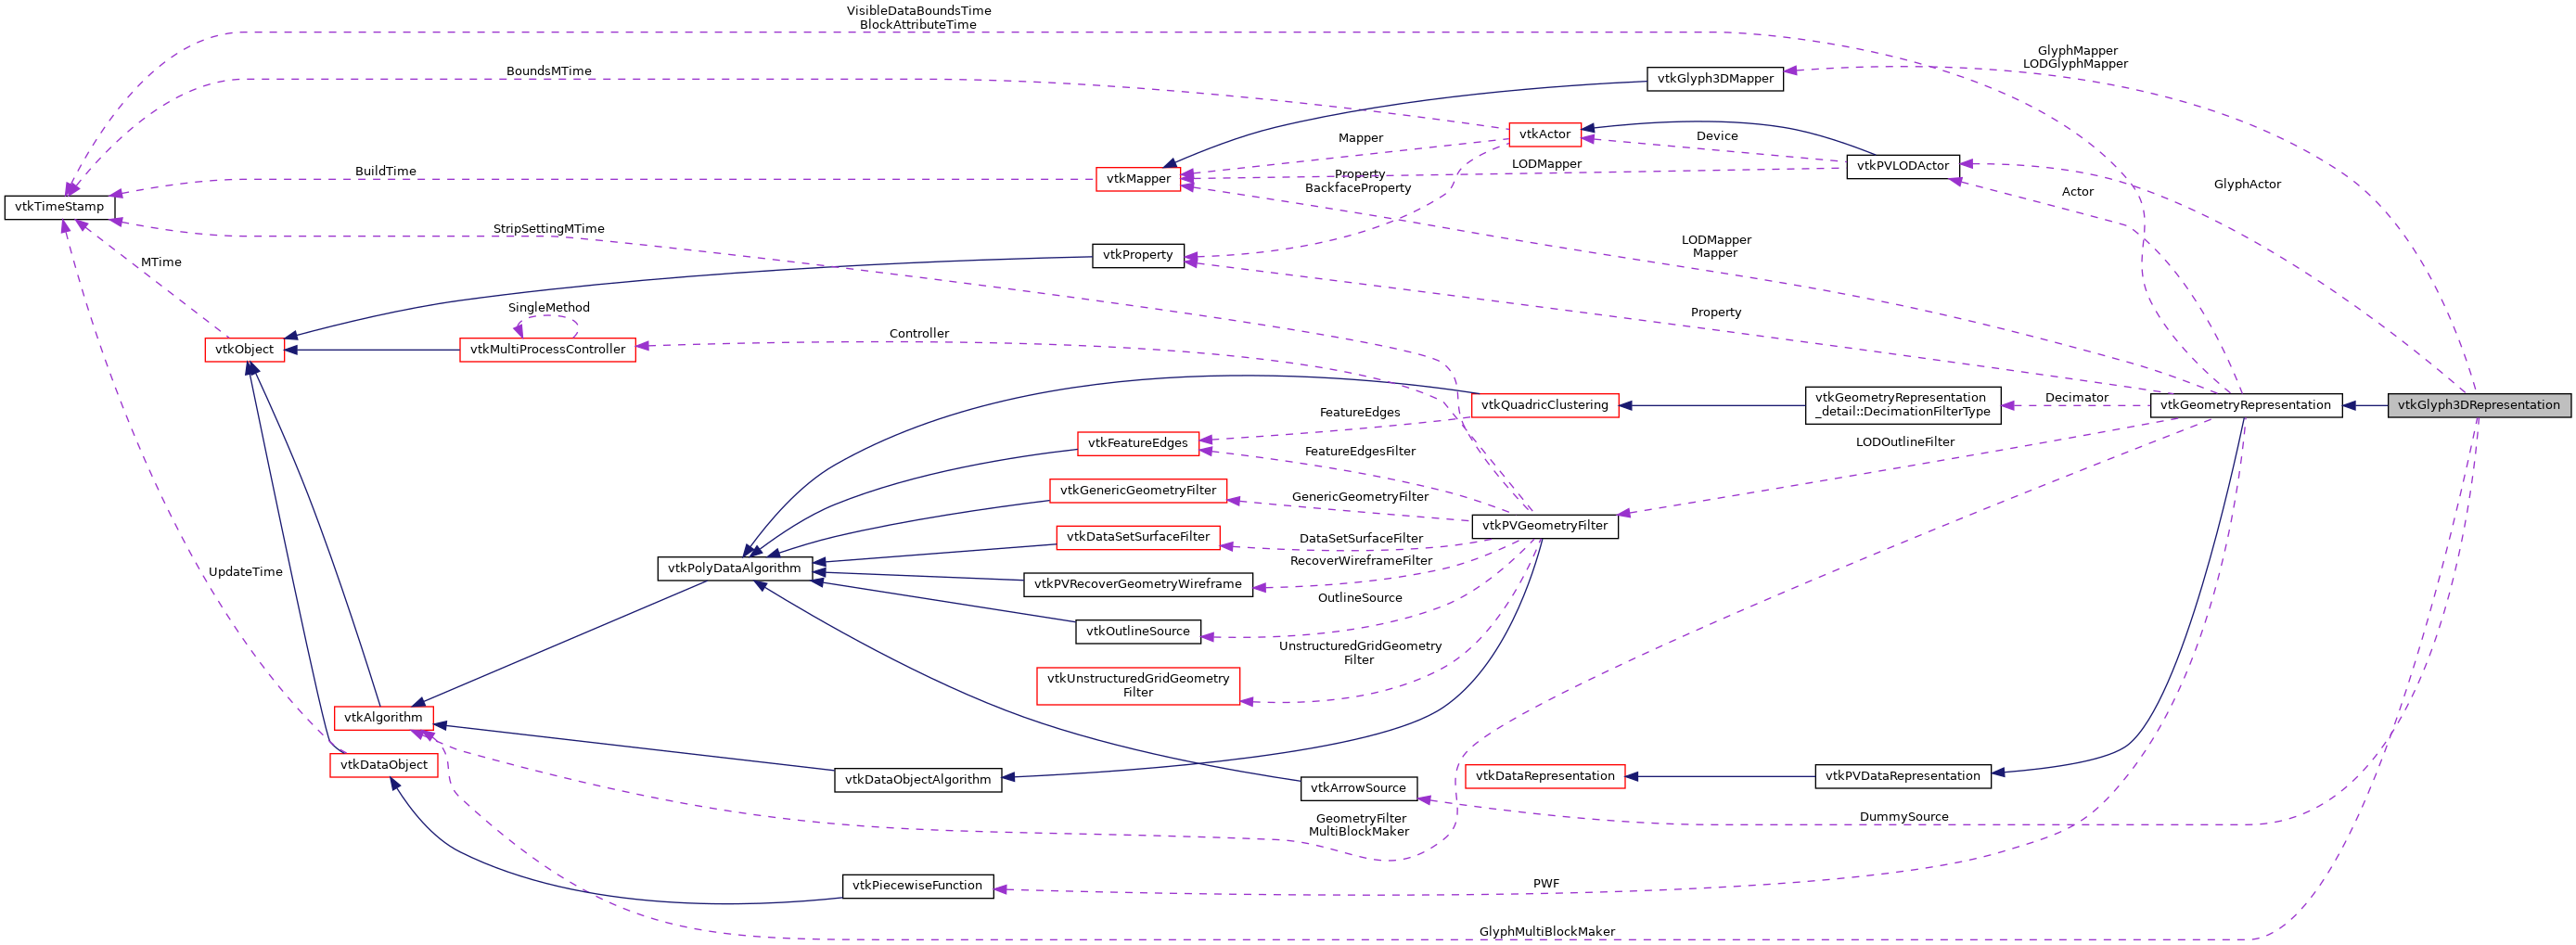 VisibleDataBoundsTime
BlockAttributeTime
GlyphMapper
LODGlyphMapper
BoundsMTime
vtkGlyph3DMapper
vtkActor
Device
Mapper
LODMapper
vtkPVLODActor
BuildTime
vtkMapper
Property
BackfaceProperty
GlyphActor
Actor
vtkTimeStamp
StripSettingMTime
LODMapper
Mapper
vtkProperty
MTime
SingleMethod
Property
Controller
vtkObject
vtkMultiProcessController
vtkQuadricClustering
vtkGeometryRepresentation
_detail::DecimationFilterType
Decimator
vtkGeometryRepresentation
vtkGlyph3DRepresentation
FeatureEdges
vtkFeatureEdges
FeatureEdgesFilter
LODOutlineFilter
vtkGenericGeometryFilter
GenericGeometryFilter
vtkPVGeometryFilter
vtkDataSetSurfaceFilter
DataSetSurfaceFilter
RecoverWireframeFilter
vtkPolyDataAlgorithm
UpdateTime
vtkPVRecoverGeometryWireframe
OutlineSource
vtkOutlineSource
UnstructuredGridGeometry
Filter
vtkUnstructuredGridGeometry
Filter
vtkAlgorithm
vtkDataObject
vtkDataObjectAlgorithm
vtkArrowSource
vtkDataRepresentation
vtkPVDataRepresentation
GeometryFilter
MultiBlockMaker
DummySource
vtkPiecewiseFunction
PWF
GlyphMultiBlockMaker